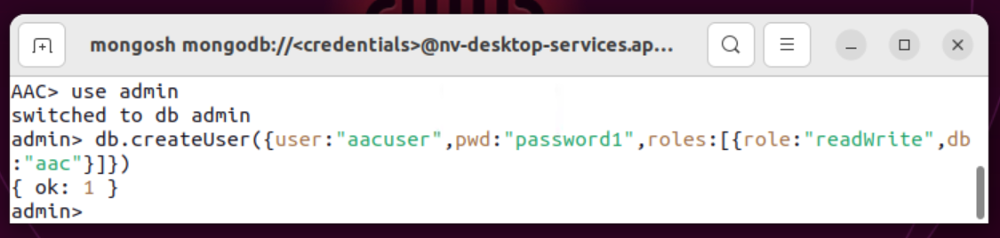 mongosh mongodb://<credentials>@nv-desktop-services.ap...
AAC> use admin
switched to db admin
admin> db.createUser({user:"aacuser",pwd:"password1",roles:[{role:"readWrite",db
:"aac"}]})
{ ok: 1 }
admin>